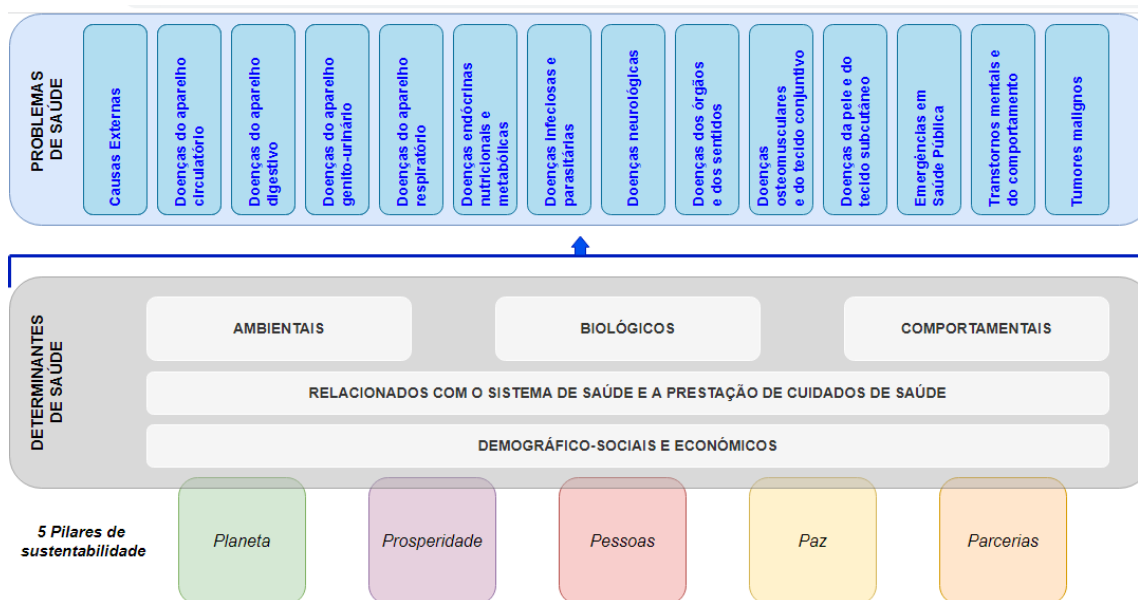 PROBLEMAS
DE SAÚDE
Causas Externas
Doenças do aparelho
circulatório
Doenças do aparelho
digestivo
Doenças do aparelho
genito-urinário
Doenças do aparelho
respiratório
Doenças endócrinas
nutricionais e
metabólicas
Doenças infeciosas e
parasitárias
Doenças neurológicas
Doenças dos órgãos
e dos sentidos
Doenças
osteomusculares
e do tecido conjuntivo
Doenças da pele e do
tecido subcutâneo
Emergências em
Saúde Pública
Transtornos mentais e
do comportamento
Tumores malignos
DETERMINANTES
DE SAÚDE
AMBIENTAIS
BIOLÓGICOS
COMPORTAMENTAIS
RELACIONADOS COM O SISTEMA DE SAÚDE E A PRESTAÇÃO DE CUIDADOS DE SAÚDE
DEMOGRÁFICO-SOCIAIS E ECONÓMICOS
5 Pilares de
sustentabilidade
Planeta
Prosperidade
Pessoas
Paz
Parcerias